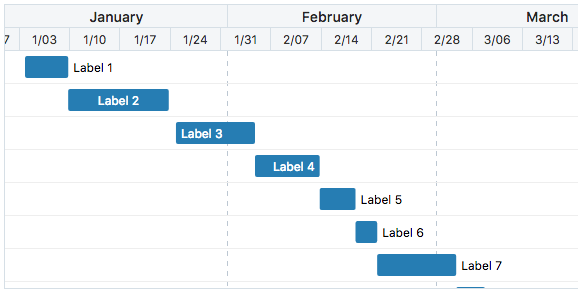 January February March
7 1/03 1/10 1/17 1/24 1/31 2/07 2/14 2/21 2/28 3/06 3/13
Label 1
Label 2
Label 3
Label 4
Label 5
Label 6
Label 7